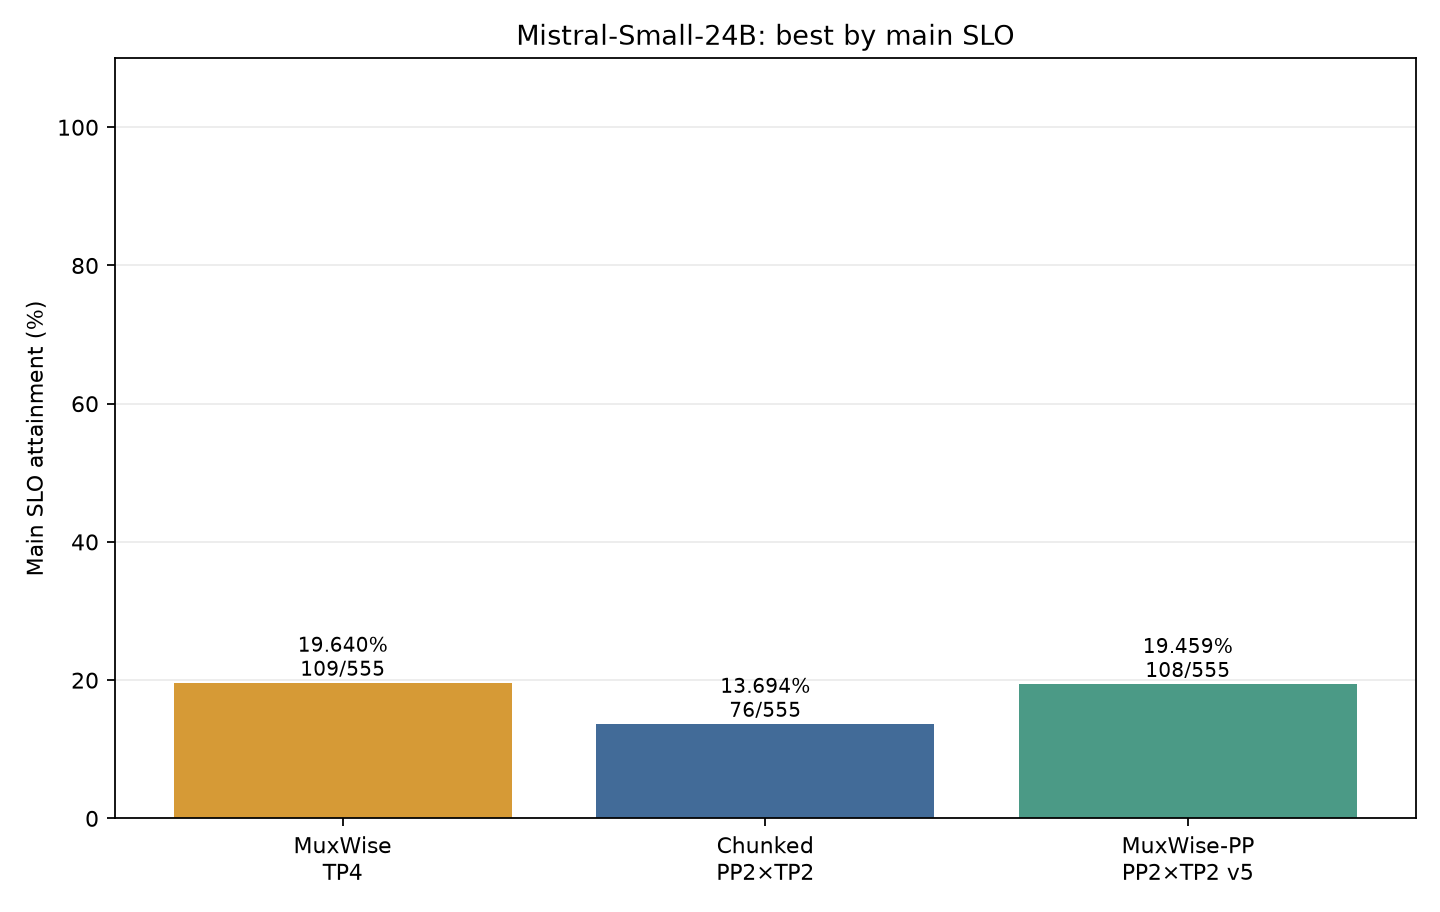 Mistral-Small-24B: best by main SLO
Main SLO attainment (%)
100
80
60
40
20
0
19.640%
109/555
13.694%
76/555
19.459%
108/555
MuxWise
TP4
Chunked
PP2×TP2
MuxWise-PP
PP2×TP2 v5